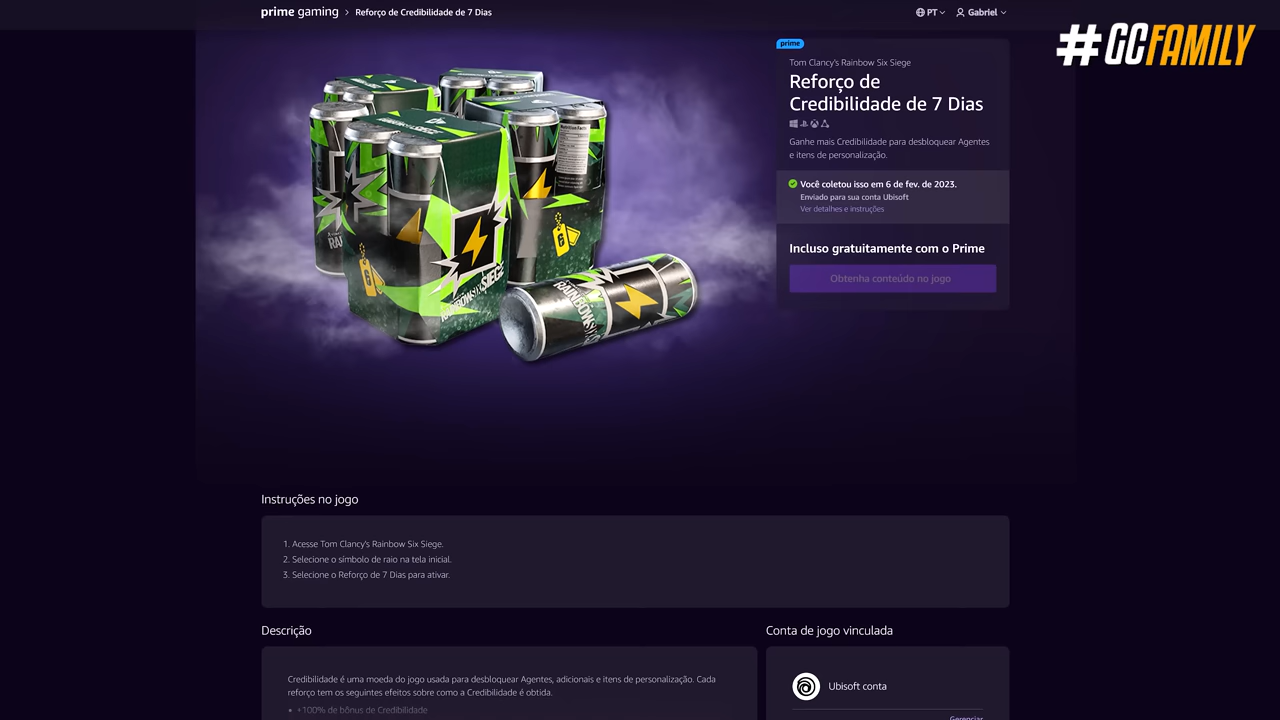 prime gaming > Reforço de Credibilidade de 7 Dias
PT
Gabriel
#GCFAMILY
prime
Tom Clancy's Rainbow Six Siege
Reforço de
Credibilidade de 7 Dias
Ganhe mais Credibilidade para desbloquear Agentes
e itens de personalização.
Você coletou isso em 6 de fev. de 2023.
Enviado para sua conta Ubisoft
Ver detalhes e instruções
Incluso gratuitamente com o Prime
Obtenha conteúdo no jogo
6
6
RAINBOWSIX SIEGE
RAINBOWSIX
Instruções no jogo
1. Acesse Tom Clancy's Rainbow Six Siege.
2. Selecione o símbolo de raio na tela inicial.
3. Selecione o Reforço de 7 Dias para ativar.
Descrição
Credibilidade é uma moeda do jogo usada para desbloquear Agentes, adicionais e itens de personalização. Cada
reforço tem os seguintes efeitos sobre como a Credibilidade é obtida.
• +100% de bônus de Credibilidade
Conta de jogo vinculada
Ubisoft conta
Gerenciar